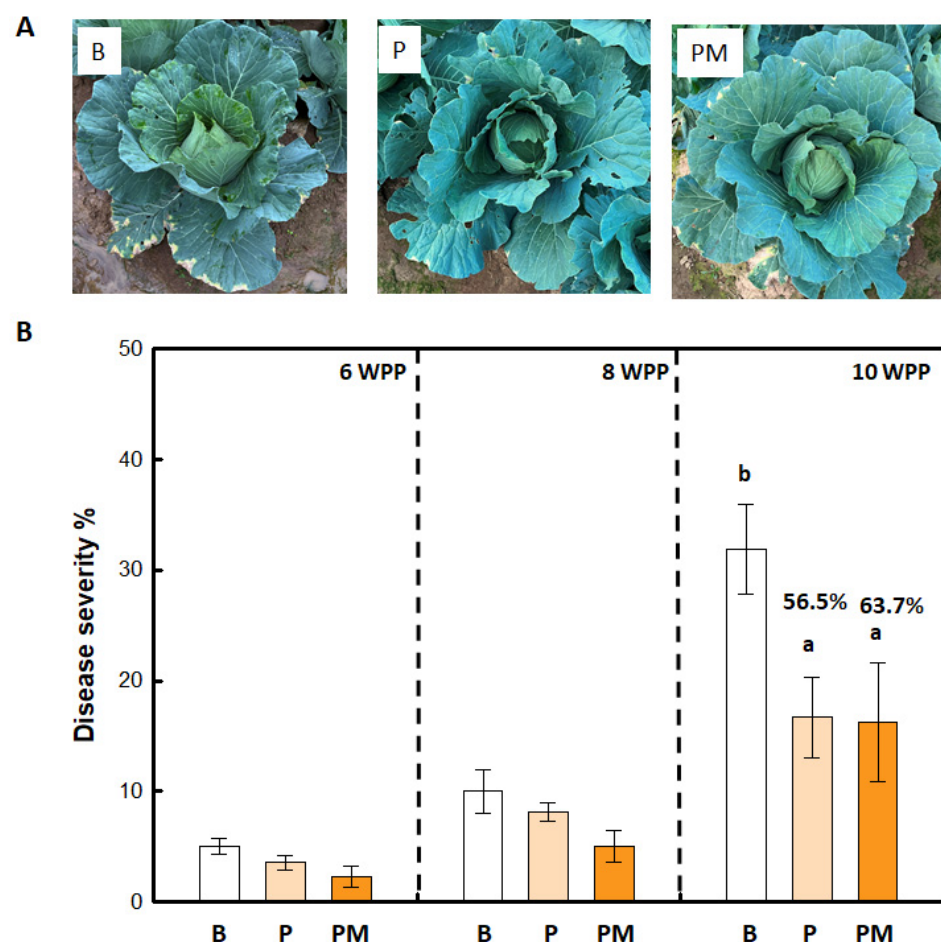 A
B
P
PM
B
50
40
30
20
10
0
Disease severity %
6 WPP
8 WPP
10 WPP
b
56.5%
63.7%
a
a
B P PM B P PM B P PM